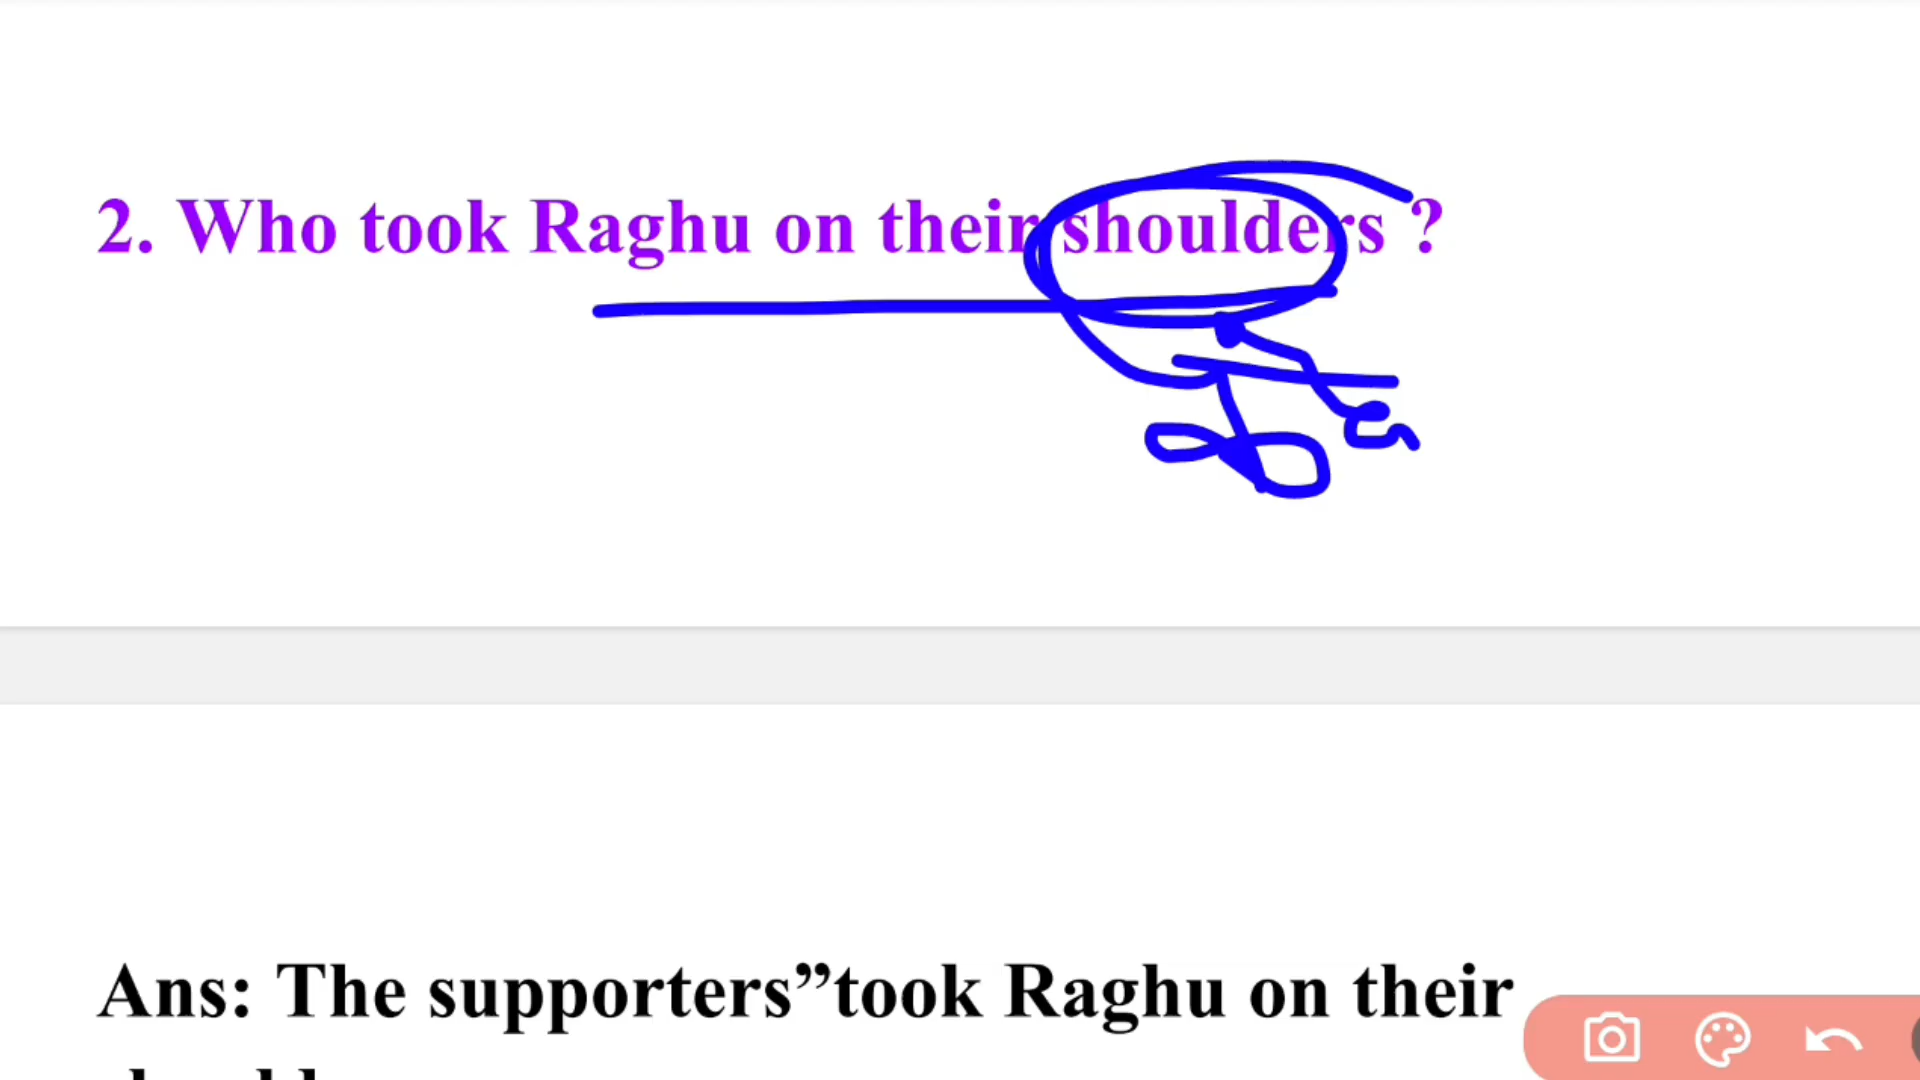 2. Who took Raghu on their shoulders ?
Ans: The supporters”took Raghu on their